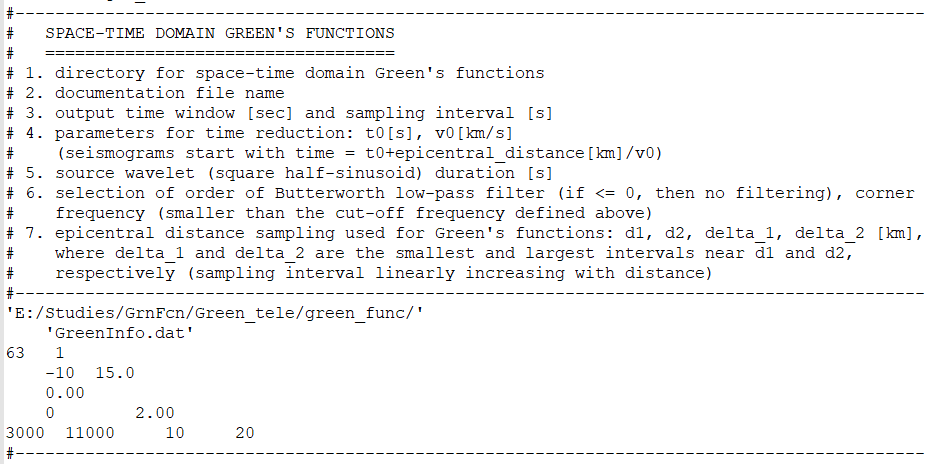 #-------------------------------------------------------------------------------------------
#   SPACE-TIME DOMAIN GREEN'S FUNCTIONS
#   ===================================
# 1. directory for space-time domain Green's functions
# 2. documentation file name
# 3. output time window [sec] and sampling interval [s]
# 4. parameters for time reduction: t0[s], v0[km/s]
#    (seismograms start with time = t0+epicentral_distance[km]/v0)
# 5. source wavelet (square half-sinusoid) duration [s]
# 6. selection of order of Butterworth low-pass filter (if <= 0, then no filtering), corner
#    frequency (smaller than the cut-off frequency defined above)
# 7. epicentral distance sampling used for Green's functions: d1, d2, delta_1, delta_2 [km],
#    where delta_1 and delta_2 are the smallest and largest intervals near d1 and d2,
#    respectively (sampling interval linearly increasing with distance)
#-------------------------------------------------------------------------------------------
'E:/Studies/GrnFcn/Green_tele/green_func/'
    'GreenInfo.dat'
63   1
    -10  15.0
    0.00
    0        2.00
3000  11000     10     20
#-------------------------------------------------------------------------------------------